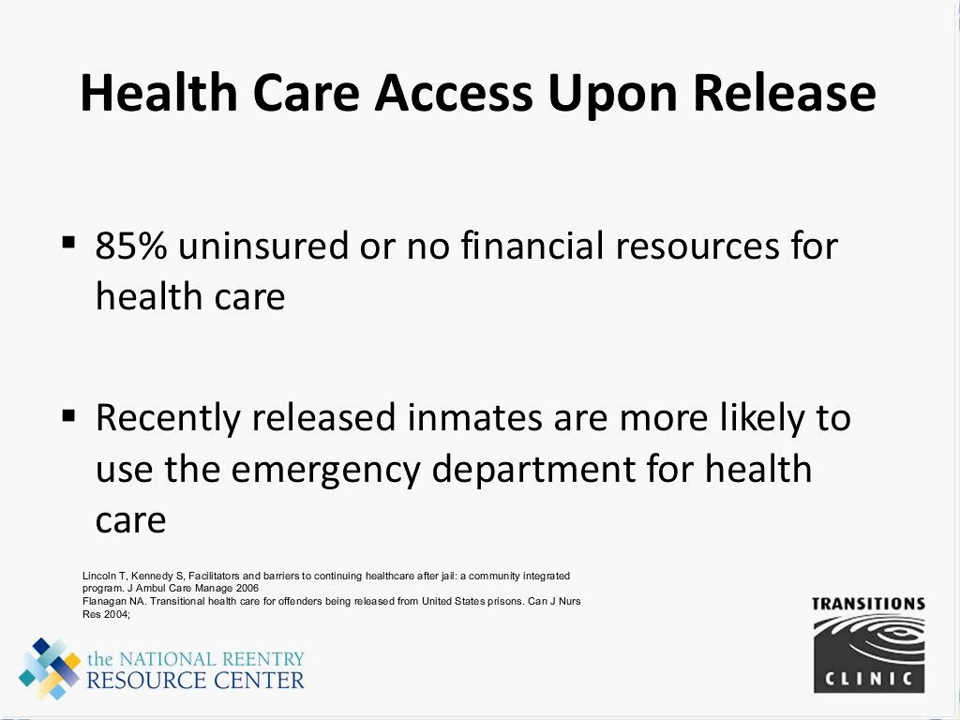 Health Care Access Upon Release
▪ 85% uninsured or no financial resources for
health care
▪ Recently released inmates are more likely to
use the emergency department for health
care
Lincoln T, Kennedy S, Facilitators and barriers to continuing healthcare after jail: a community integrated
program. J Ambul Care Manage 2006
Flanagan NA. Transitional health care for offenders being released from United States prisons. Can J Nurs
Res 2004;
the NATIONAL REENTRY
RESOURCE CENTER
TRANSITIONS
CLINIC